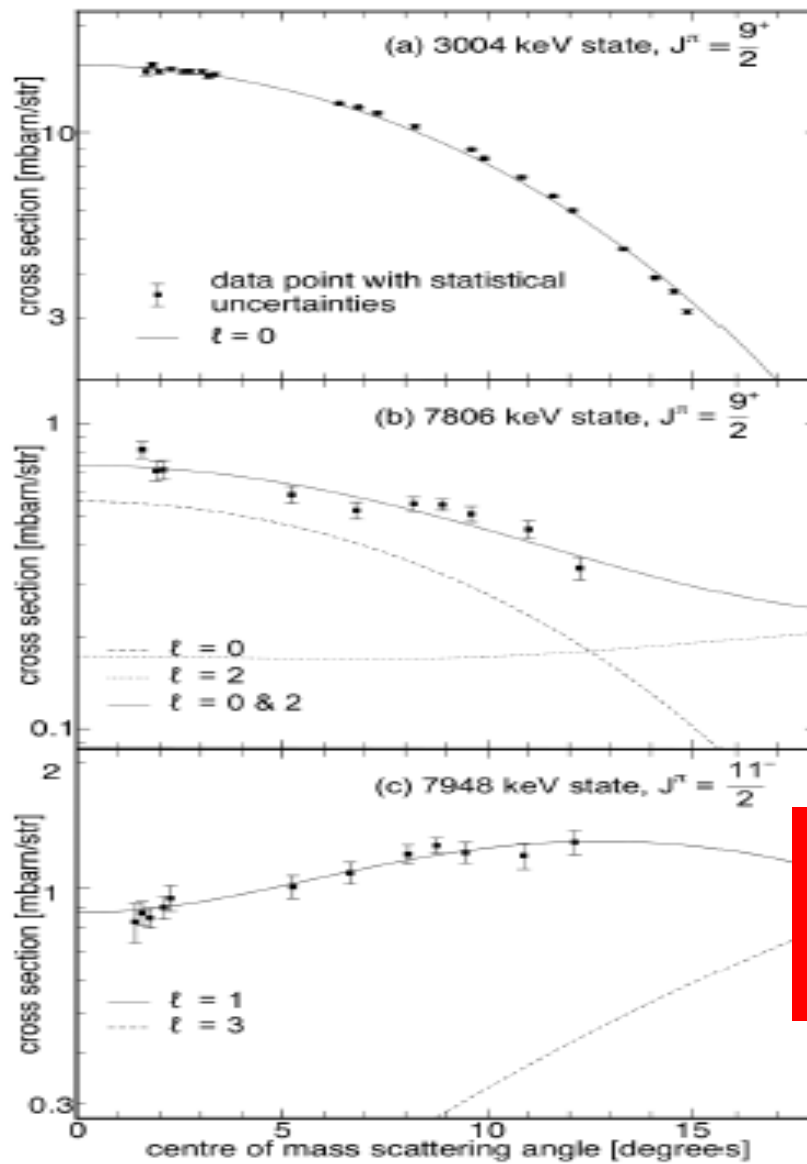 (a) 3004 keV state, Jπ = 9+/2
cross section [mbarn/str]
10
3
data point with statistical
uncertainties
ℓ = 0
(b) 7806 keV state, Jπ = 9+/2
cross section [mbarn/str]
1
0.1
ℓ = 0
ℓ = 2
ℓ = 0 & 2
(c) 7948 keV state, Jπ = 11−/2
cross section [mbarn/str]
2
1
0.3
ℓ = 1
ℓ = 3
0 5 10 15
centre of mass scattering angle [degrees]